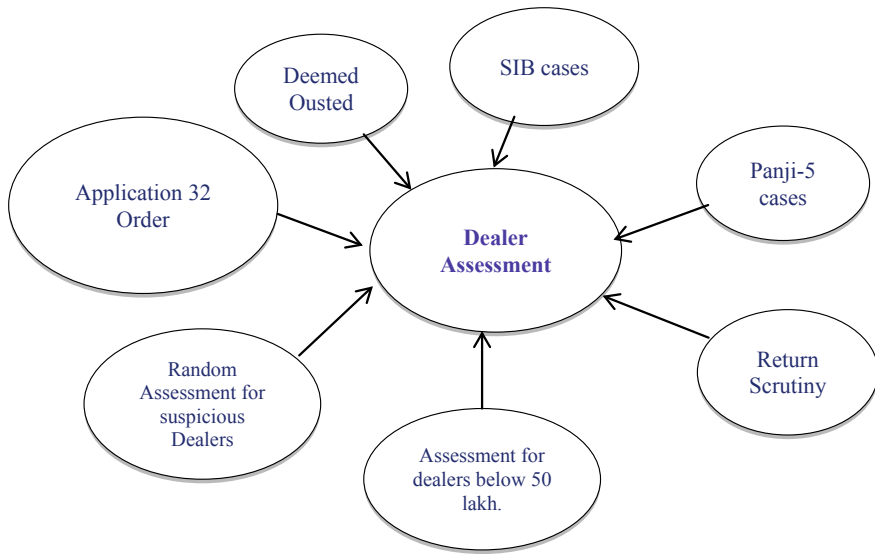 Deemed
Ousted
SIB cases
Application 32
Order
Panji-5
cases
Dealer
Assessment
Random
Assessment for
suspicious
Dealers
Return
Scrutiny
Assessment for
dealers below 50
lakh.